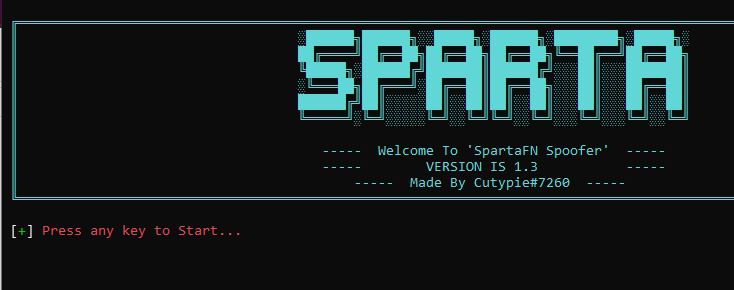 SPARTA
----- Welcome To 'SpartaFN Spoofer' -----
----- VERSION IS 1.3 -----
----- Made By Cutypie#7260 -----
[+] Press any key to Start...